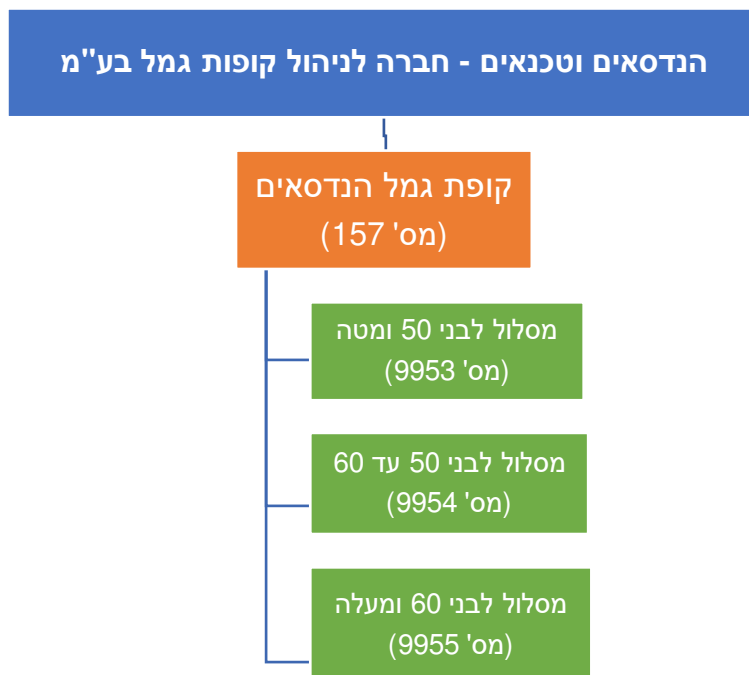 הנדסאים וטכנאים - חברה לניהול קופות גמל בע"מ
קופת גמל הנדסאים
(מס' 157)
מסלול לבני 50 ומטה
(מס' 9953)
מסלול לבני 50 עד 60
(מס' 9954)
מסלול לבני 60 ומעלה
(מס' 9955)